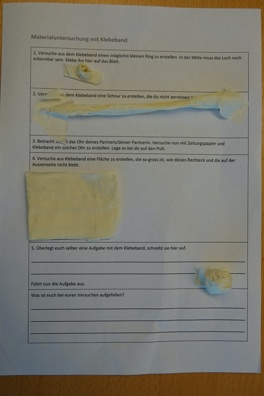 Materialuntersuchung mit Klebeband
1. Versuche aus dem Klebeband einen möglichst kleinen Ring zu erstellen. In der Mitte muss das Loch noch
erkennbar sein. Klebe ihn hier auf das Blatt.
2. dem Klebeband eine Schnur zu erstellen, die du nicht zerreissen
3. Betracht das Ohr deines Partners/deiner Partnerin. Versuche nun mit Zeitungspapier und
Klebeband ein solches Ohr zu erstellen. Lege es bei dir auf den Pult.
4. Versuche aus Klebeband eine Fläche zu erstellen, die so gross ist, wie dieses Rechteck und die auf der
Aussenseite nicht klebt.
5. Überlegt euch selber eine Aufgabe mit dem Klebeband, schreibt sie hier auf.
Führt nun die Aufgabe aus.
Was ist euch bei euren Versuchen aufgefallen?